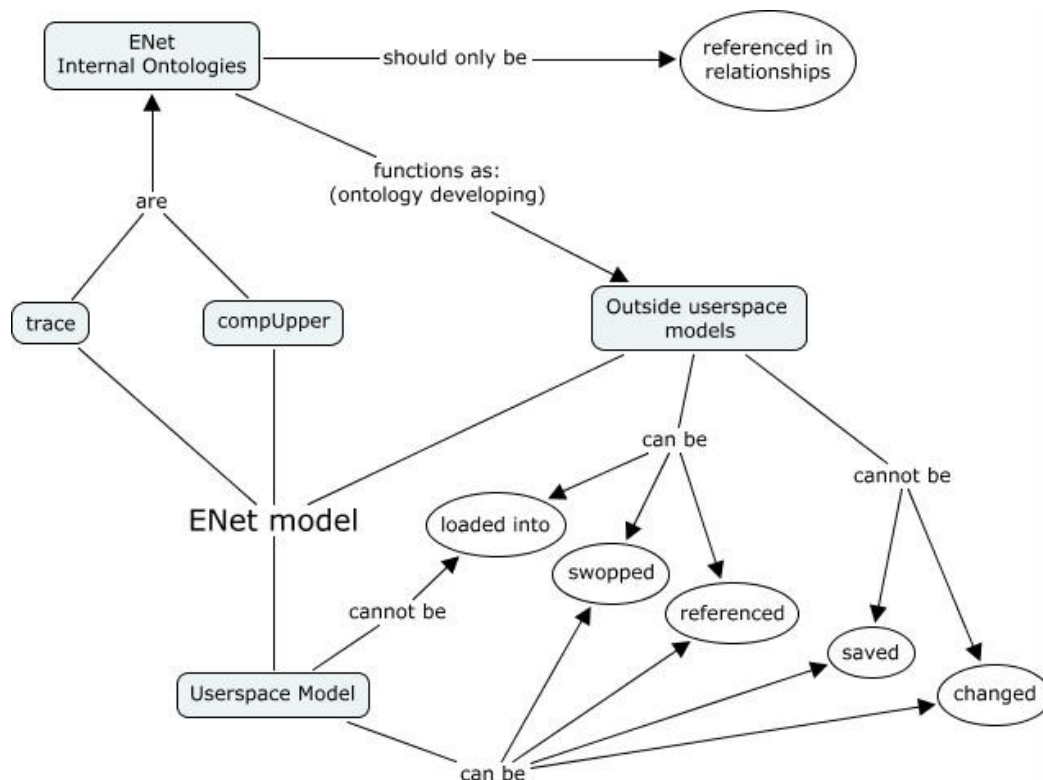 ENet
Internal Ontologies
should only be
referenced in
relationships
functions as:
(ontology developing)
are
trace
compUpper
Outside userspace
models
can be
cannot be
ENet model
loaded into
swopped
referenced
cannot be
saved
changed
Userspace Model
can be